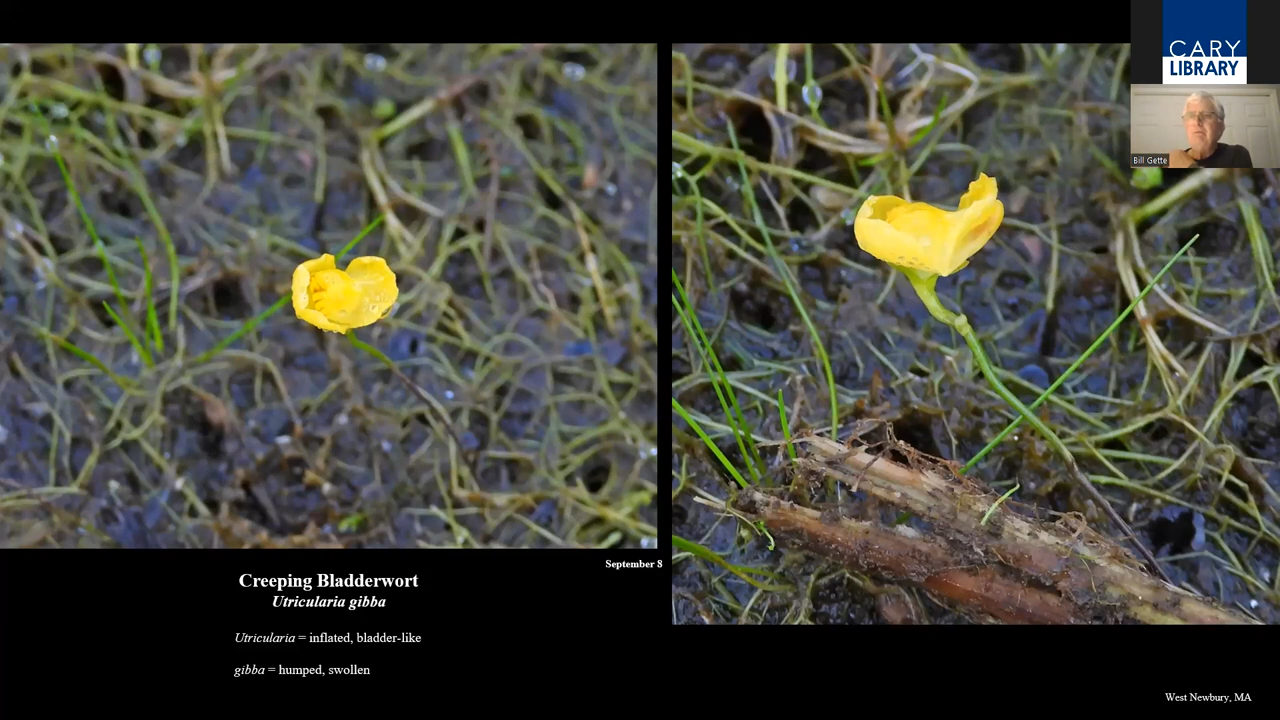 CARY
LIBRARY
Bill Gette
September 8
Creeping Bladderwort
Utricularia gibba
Utricularia = inflated, bladder-like
gibba = humped, swollen
West Newbury, MA